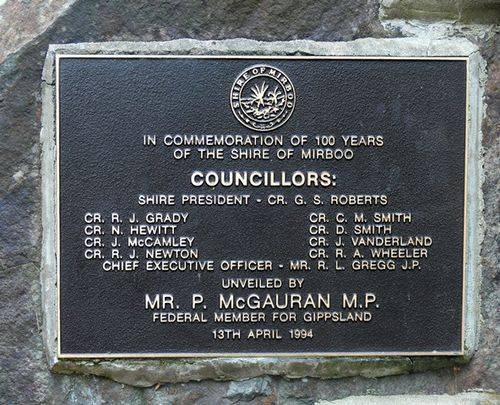 SHIRE OF MIRBOO
IN COMMEMORATION OF 100 YEARS
OF THE SHIRE OF MIRBOO
COUNCILLORS:
SHIRE PRESIDENT - CR. G. S. ROBERTS
CR. R. J. GRADY
CR. N. HEWITT
CR. J. McCAMLEY
CR. R. J. NEWTON
CR. C. M. SMITH
CR. D. SMITH
CR. J. VANDERLAND
CR. R. A. WHEELER
CHIEF EXECUTIVE OFFICER - MR. R. L. GREGG J.P.
UNVEILED BY
MR. P. McGAURAN M.P.
FEDERAL MEMBER FOR GIPPSLAND
13TH APRIL 1994